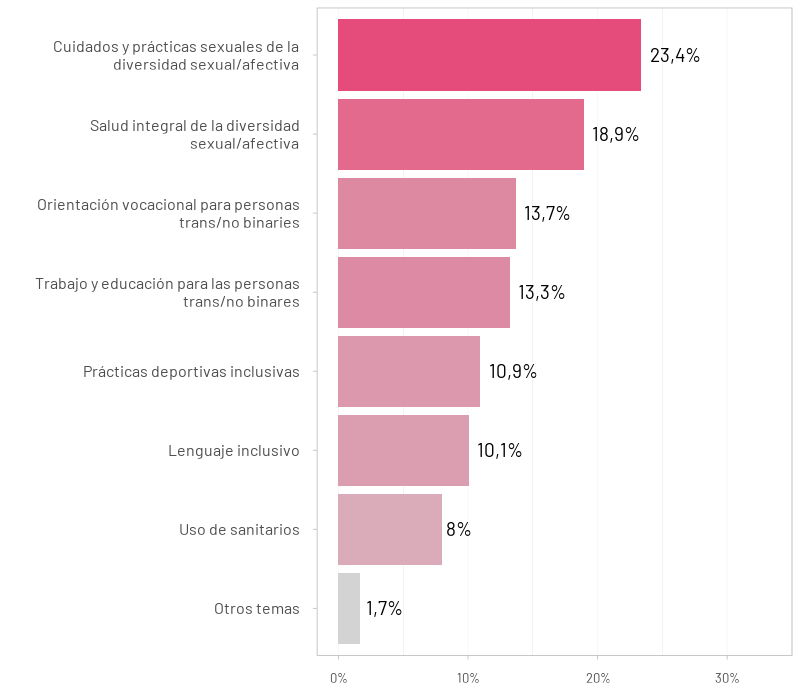 Cuidados y prácticas sexuales de la
diversidad sexual/afectiva
23,4%
Salud integral de la diversidad
sexual/afectiva
18,9%
Orientación vocacional para personas
trans/no binaries
13,7%
Trabajo y educación para las personas
trans/no binares
13,3%
Prácticas deportivas inclusivas
10,9%
Lenguaje inclusivo
10,1%
Uso de sanitarios
8%
Otros temas
1,7%
0% 10% 20% 30%